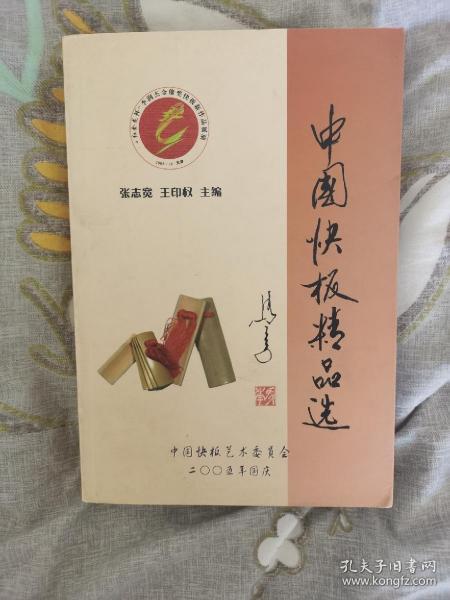 中国快板精品选
张志宽 王印权 主编
中国快板艺术委员会
二〇〇五年国庆
孔夫子旧书网
www.kongfz.com